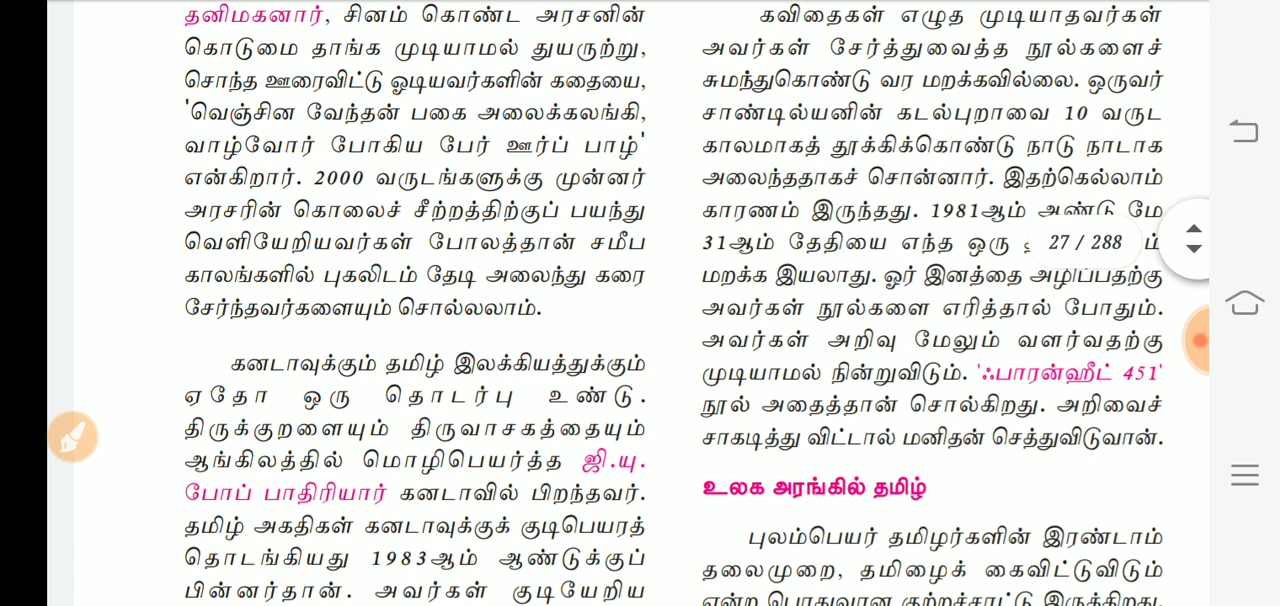 தனிமகனார், சினம் கொண்ட அரசனின்
கொடுமை தாங்க முடியாமல் துயருற்று,
சொந்த ஊரைவிட்டு ஓடியவர்களின் கதையை,
'வெஞ்சின வேந்தன் பகை அலைக்கலங்கி,
வாழ்வோர் போகிய பேர் ஊர்ப் பாழ்'
என்கிறார். 2000 வருடங்களுக்கு முன்னர்
அரசரின் கொலைச் சீற்றத்திற்குப் பயந்து
வெளியேறியவர்கள் போலத்தான் சமீப
காலங்களில் புகலிடம் தேடி அலைந்து கரை
சேர்ந்தவர்களையும் சொல்லலாம்.
கனடாவுக்கும் தமிழ் இலக்கியத்துக்கும்
ஏதோ ஒரு தொடர்பு உண்டு.
திருக்குறளையும் திருவாசகத்தையும்
ஆங்கிலத்தில் மொழிபெயர்த்த ஜி.யு.
போப் பாதிரியார் கனடாவில் பிறந்தவர்.
தமிழ் அகதிகள் கனடாவுக்குக் குடிபெயரத்
தொடங்கியது 1983ஆம் ஆண்டுக்குப்
பின்னர்தான். அவர்கள் குடியேறிய
கவிதைகள் எழுத முடியாதவர்கள்
அவர்கள் சேர்த்துவைத்த நூல்களைச்
சுமந்துகொண்டு வர மறக்கவில்லை. ஒருவர்
சாண்டில்யனின் கடல்புறாவை 10 வருட
காலமாகத் தூக்கிக்கொண்டு நாடு நாடாக
அலைந்ததாகச் சொன்னார். இதற்கெல்லாம்
காரணம் இருந்தது. 1981ஆம் ஆண்டு மே
31ஆம் தேதியை எந்த ஒரு
மறக்க இயலாது. ஓர் இனத்தை அழிப்பதற்கு
அவர்கள் நூல்களை எரித்தால் போதும்.
அவர்கள் அறிவு மேலும் வளர்வதற்கு
முடியாமல் நின்றுவிடும். 'ஃபாரன்ஹீட் 451'
நூல் அதைத்தான் சொல்கிறது. அறிவைச்
சாகடித்து விட்டால் மனிதன் செத்துவிடுவான்.
உலக அரங்கில் தமிழ்
புலம்பெயர் தமிழர்களின் இரண்டாம்
தலைமுறை, தமிழைக் கைவிட்டுவிடும்
என்ற பொதுவான குற்றச்சாட்டு இருக்கிறது.
27 / 288